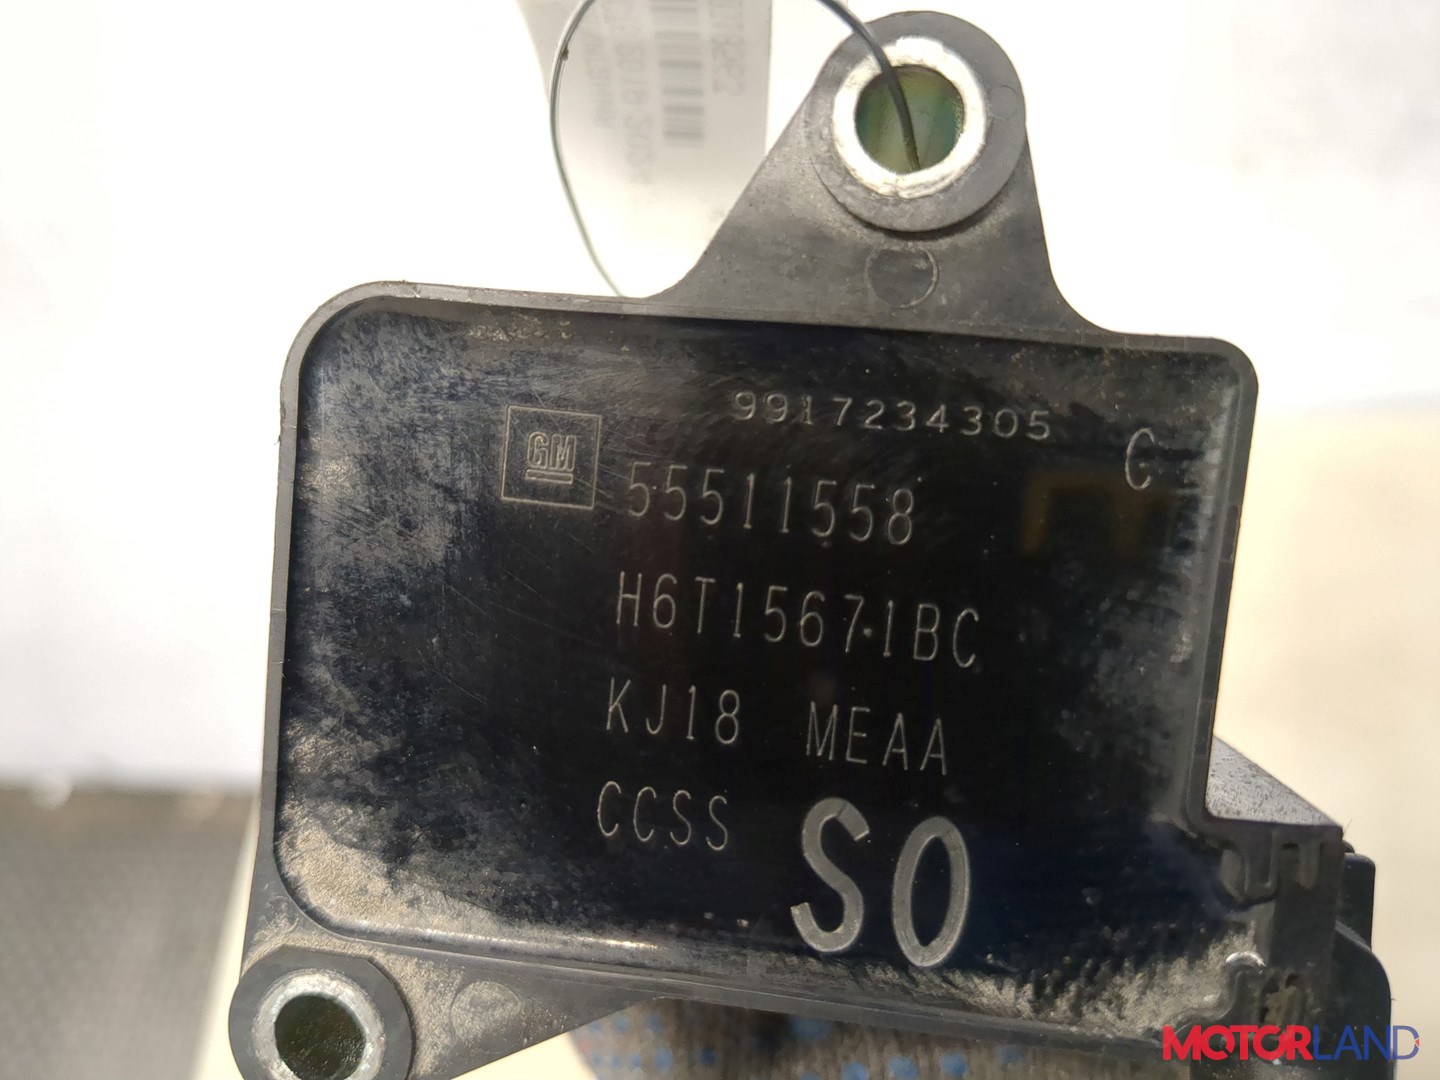 9917234305
C
GM
55511558
H6T15671BC
KJ18 MEAA
CCSS
SO
MOTORLAND